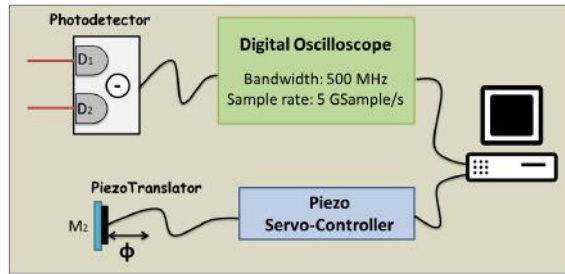 Photodetector
D1
-
D2
Digital Oscilloscope
Bandwidth: 500 MHz
Sample rate: 5 GSample/s
PiezoTranslator
M2
ϕ
Piezo
Servo-Controller